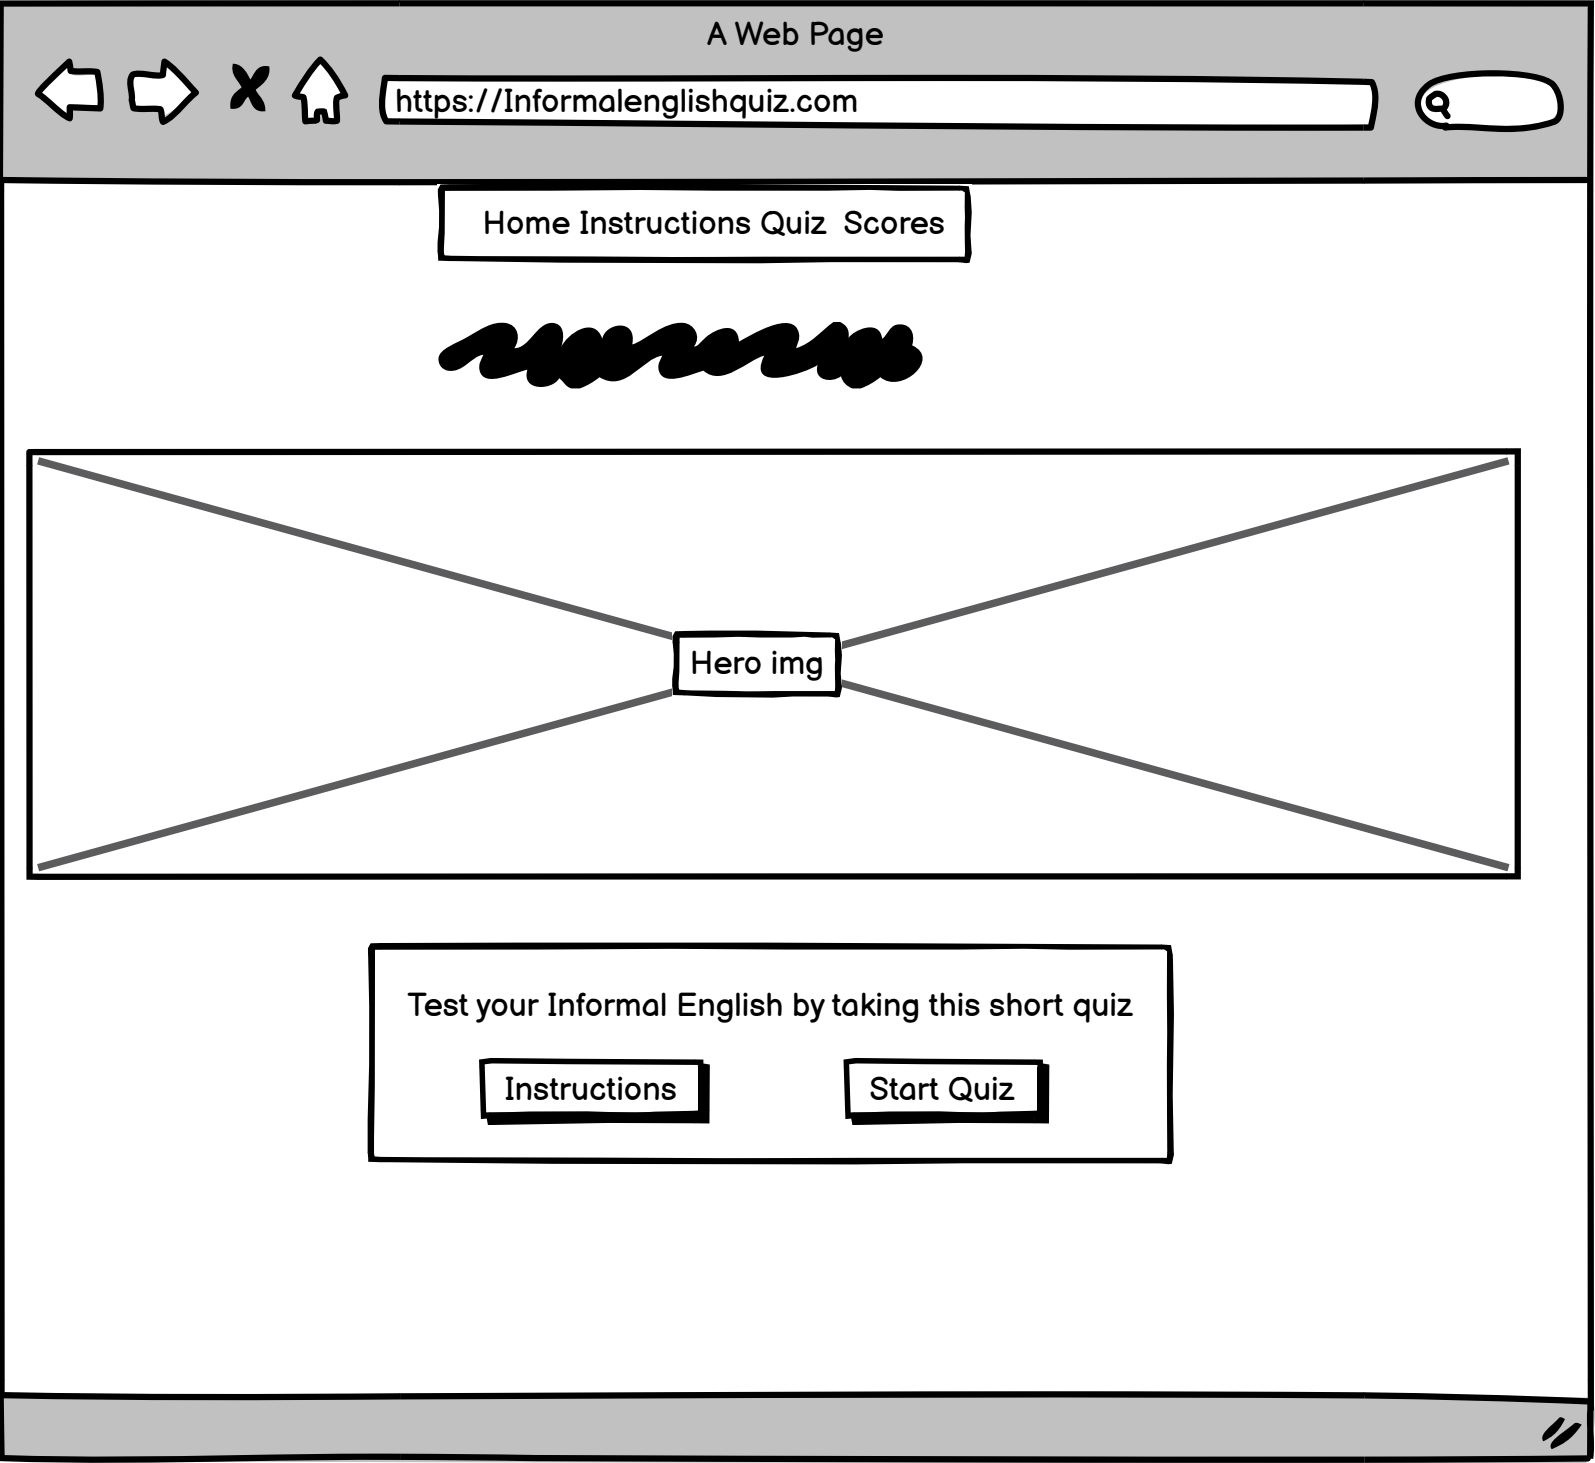 A Web Page
https://Informalenglishquiz.com
Home Instructions Quiz Scores
Hero img
Test your Informal English by taking this short quiz
Instructions
Start Quiz